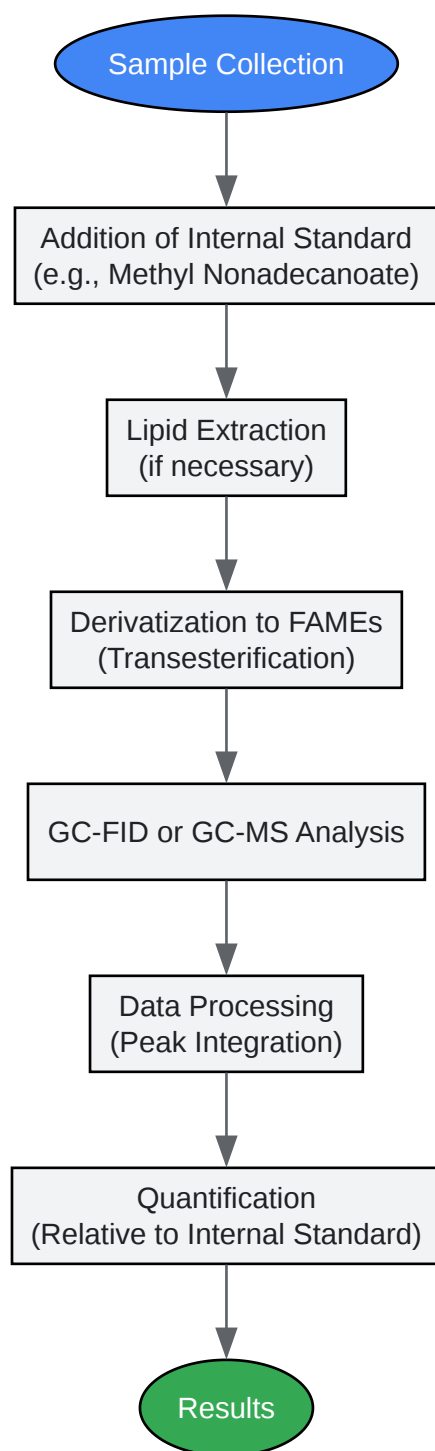 Sample Collection
Addition of Internal Standard
(e.g., Methyl Nonadecanoate)
Lipid Extraction
(if necessary)
Derivatization to FAMEs
(Transesterification)
GC-FID or GC-MS Analysis
Data Processing
(Peak Integration)
Quantification
(Relative to Internal Standard)
Results